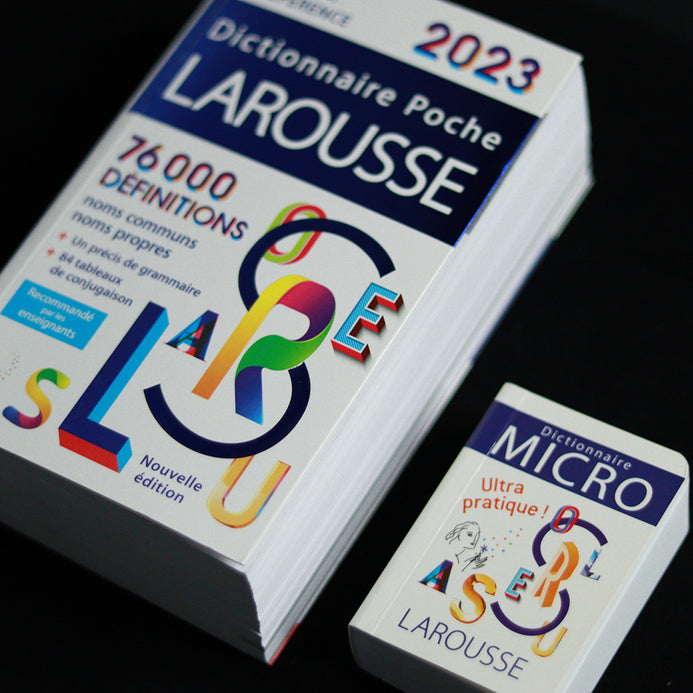 2023
Dictionnaire Poche
LAROUSSE
76 000
DÉFINITIONS
noms communs
noms propres
+ Un précis de grammaire
+ 84 tableaux
de conjugaison
Recommandé
par les
enseignants
O
S
E
L
A
R
S
U
Nouvelle
édition
Dictionnaire
MICRO
Ultra
pratique !
O
S
L
A
S
E
R
U
LAROUSSE